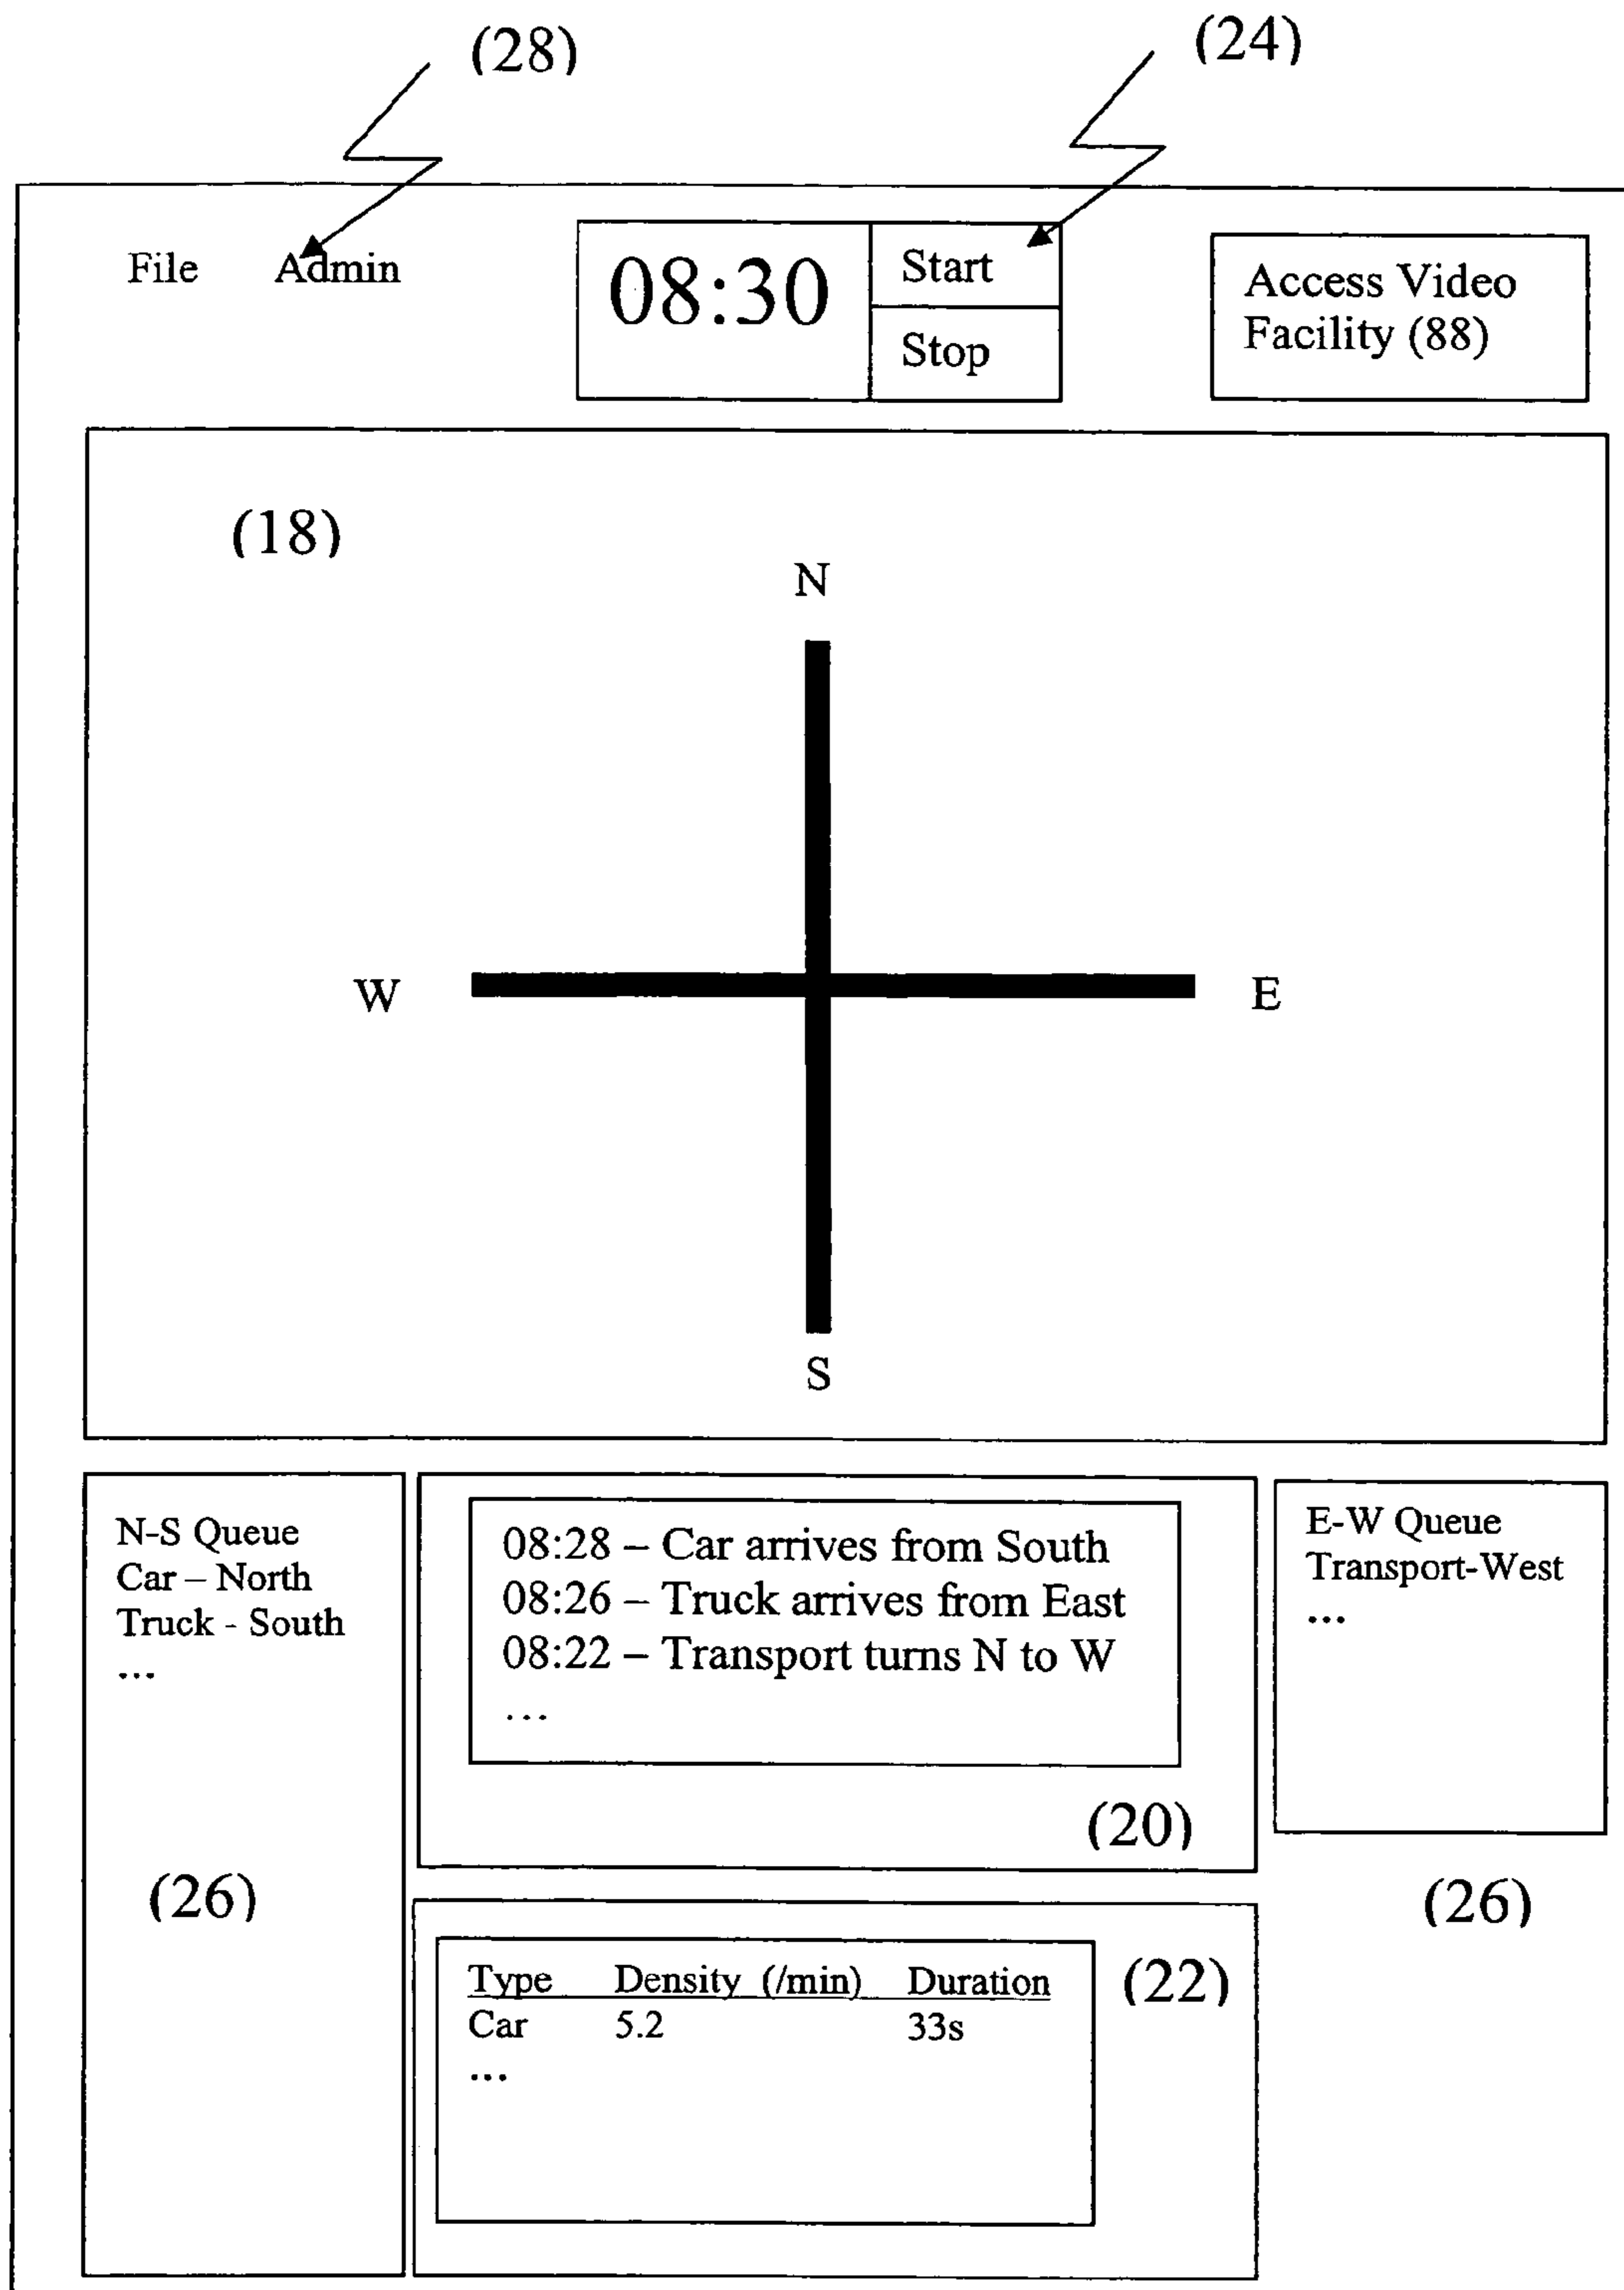 (28)
(24)
File Admin
08:30
Start
Stop
Access Video
Facility (88)
(18)
N
W
E
S
N-S Queue
Car – North
Truck - South
...
(26)
08:28 – Car arrives from South
08:26 – Truck arrives from East
08:22 – Transport turns N to W
...
(20)
E-W Queue
Transport-West
...
(26)
Type Density (/min) Duration
Car 5.2 33s
...
(22)